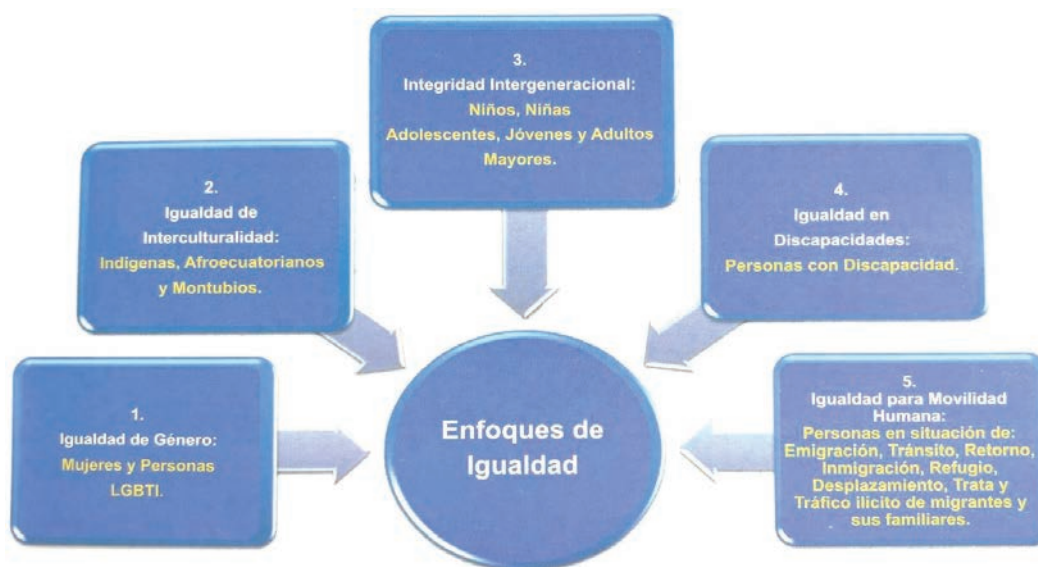 1.
Igualdad de Género:
Mujeres y Personas
LGBTI.
2.
Igualdad de
Interculturalidad:
Indígenas, Afroecuatorianos
y Montubios.
3.
Integridad Intergeneracional:
Niños, Niñas
Adolescentes, Jóvenes y Adultos
Mayores.
4.
Igualdad en
Discapacidades:
Personas con Discapacidad.
5.
Igualdad para Movilidad
Humana:
Personas en situación de:
Emigración, Tránsito, Retorno,
Inmigración, Refugio,
Desplazamiento, Trata y
Tráfico ilicito de migrantes y
sus familiares.
Enfoques de
Igualdad